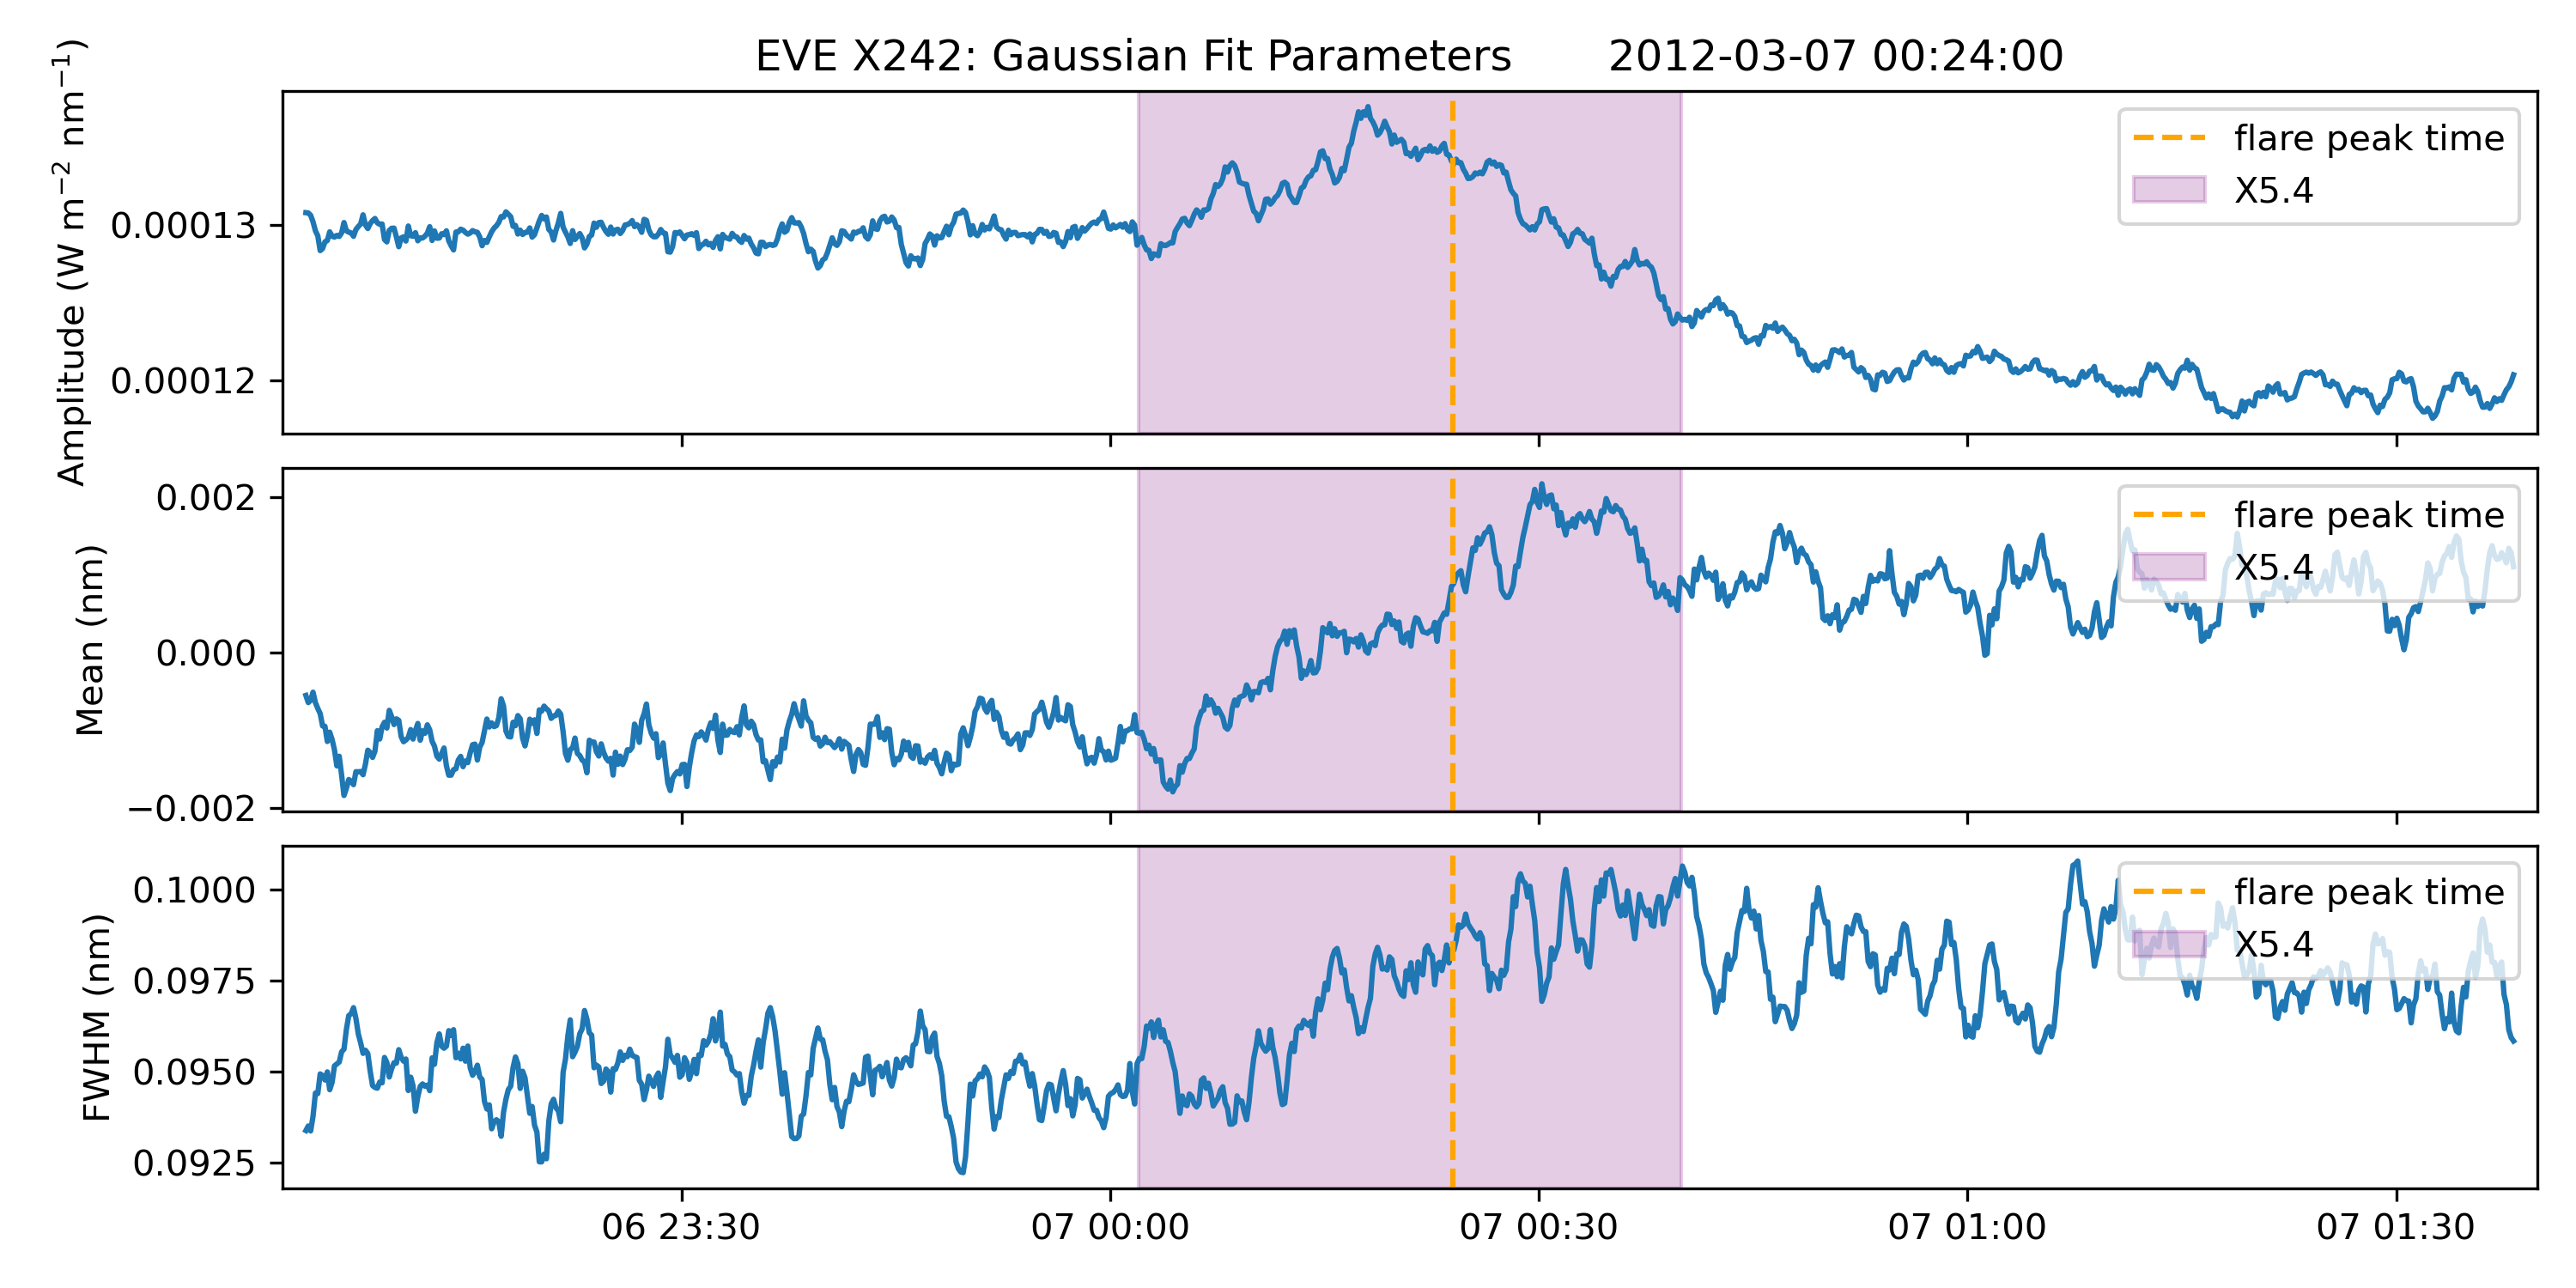 EVE X242: Gaussian Fit Parameters 2012-03-07 00:24:00
Amplitude (W m⁻² nm⁻¹)
0.00013
0.00012
flare peak time
X5.4
Mean (nm)
0.002
0.000
−0.002
flare peak time
X5.4
FWHM (nm)
0.1000
0.0975
0.0950
0.0925
flare peak time
X5.4
06 23:30 07 00:00 07 00:30 07 01:00 07 01:30